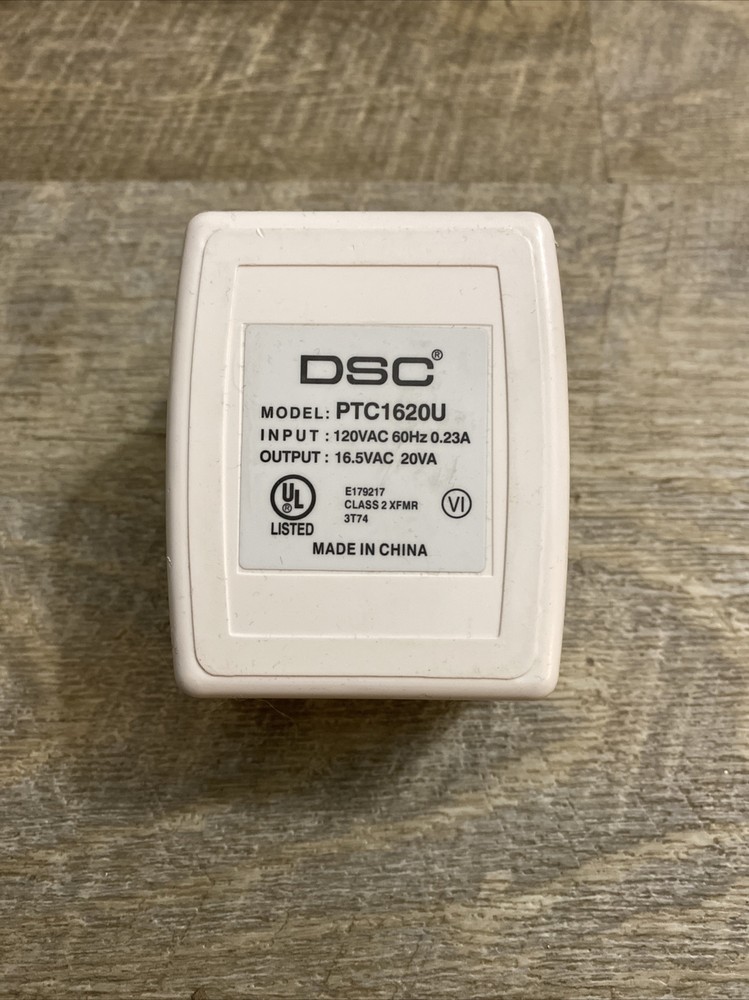 DSC®
MODEL: PTC1620U
INPUT : 120VAC 60Hz 0.23A
OUTPUT : 16.5VAC 20VA
UL®
LISTED
E179217
CLASS 2 XFMR
3T74
VI
MADE IN CHINA